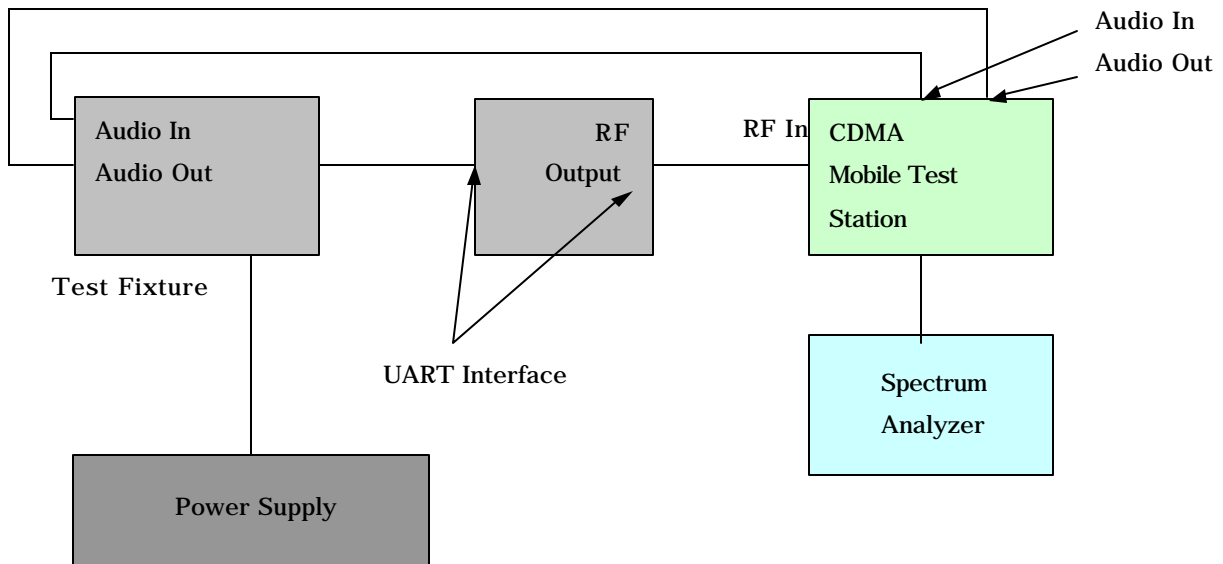 Audio In
Audio Out
Audio In
Audio Out
RF
Output
RF In
CDMA
Mobile Test
Station
Test Fixture
UART Interface
Spectrum
Analyzer
Power Supply